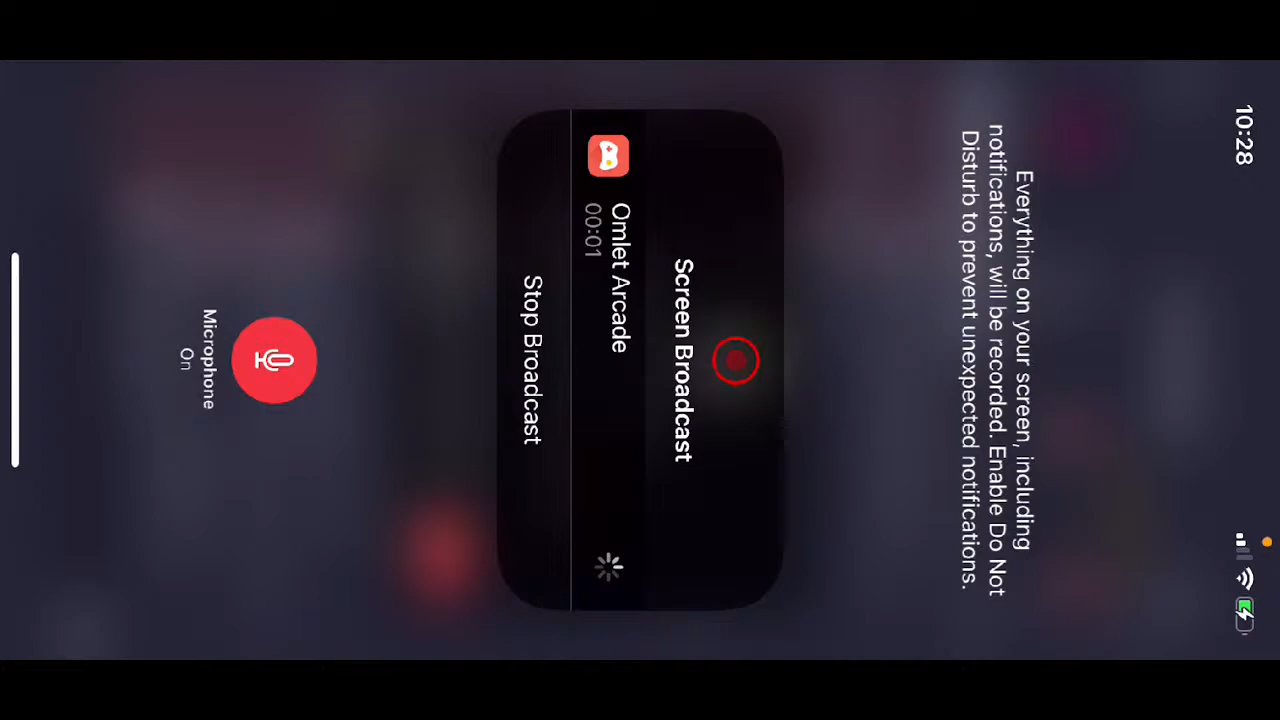 10:28
Everything on your screen, including
notifications, will be recorded. Enable Do Not
Disturb to prevent unexpected notifications.
Screen Broadcast
Omlet Arcade
00:01
Stop Broadcast
Microphone
On